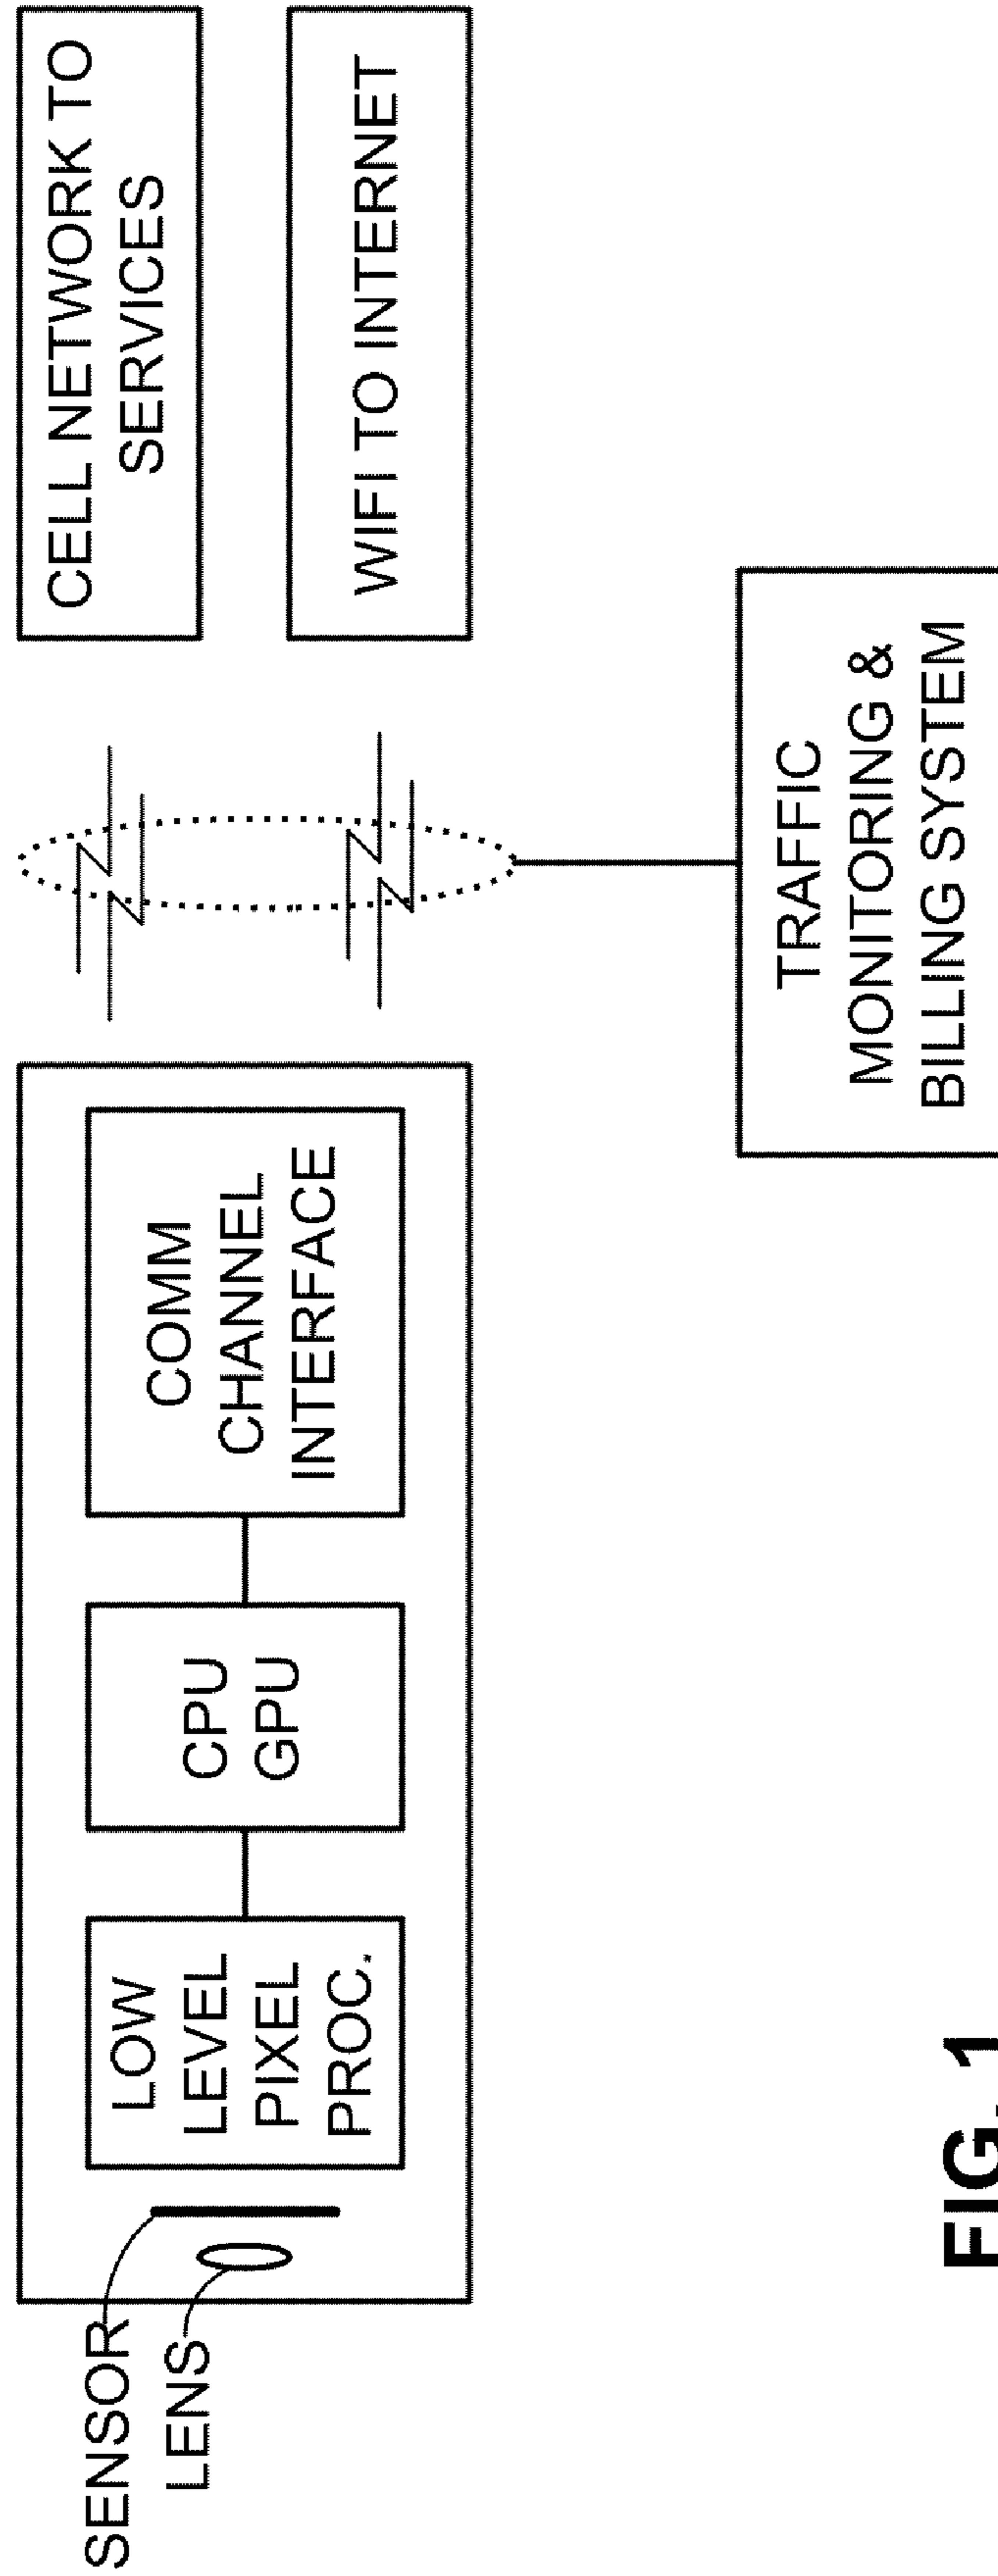 SENSOR
LENS
LOW
LEVEL
PIXEL
PROC.
CPU
GPU
COMM
CHANNEL
INTERFACE
CELL NETWORK TO
SERVICES
WIFI TO INTERNET
TRAFFIC
MONITORING &
BILLING SYSTEM
FIG. 1